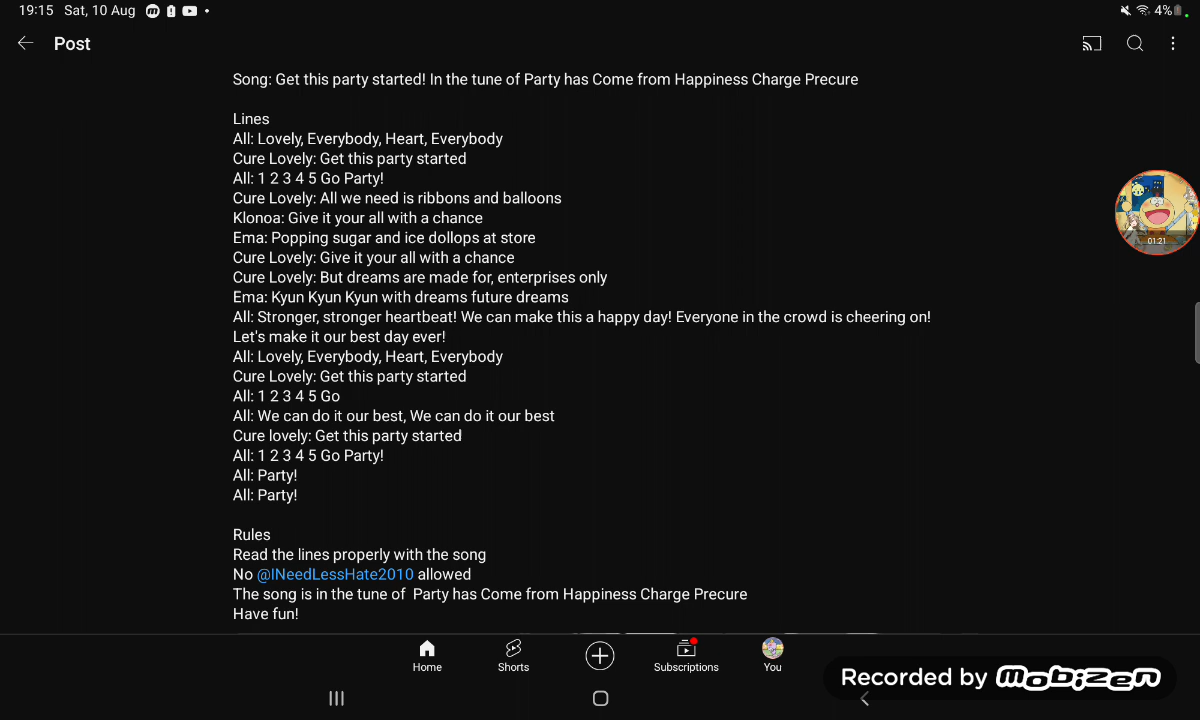 19:15 Sat, 10 Aug
4%
Post
Song: Get this party started! In the tune of Party has Come from Happiness Charge Precure
Lines
All: Lovely, Everybody, Heart, Everybody
Cure Lovely: Get this party started
All: 1 2 3 4 5 Go Party!
Cure Lovely: All we need is ribbons and balloons
Klonoa: Give it your all with a chance
Ema: Popping sugar and ice dollops at store
Cure Lovely: Give it your all with a chance
Cure Lovely: But dreams are made for, enterprises only
Ema: Kyun Kyun Kyun with dreams future dreams
All: Stronger, stronger heartbeat! We can make this a happy day! Everyone in the crowd is cheering on!
Let's make it our best day ever!
All: Lovely, Everybody, Heart, Everybody
Cure Lovely: Get this party started
All: 1 2 3 4 5 Go
All: We can do it our best, We can do it our best
Cure lovely: Get this party started
All: 1 2 3 4 5 Go Party!
All: Party!
All: Party!
Rules
Read the lines properly with the song
No @INeedLessHate2010 allowed
The song is in the tune of  Party has Come from Happiness Charge Precure
Have fun!
01:21
Home
Shorts
Subscriptions
You
Recorded by Mobizen